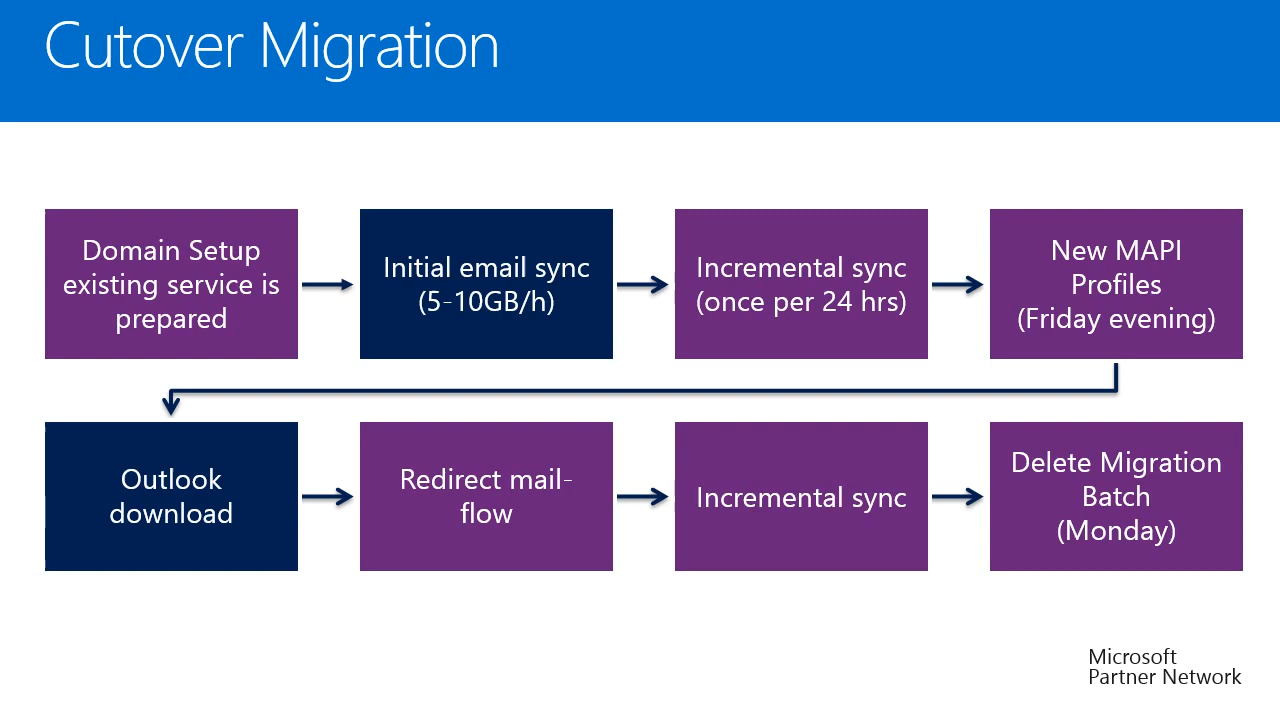 Cutover Migration
Domain Setup
existing service is
prepared
Initial email sync
(5-10GB/h)
Incremental sync
(once per 24 hrs)
New MAPI
Profiles
(Friday evening)
Outlook
download
Redirect mail-
flow
Incremental sync
Delete Migration
Batch
(Monday)
Microsoft
Partner Network